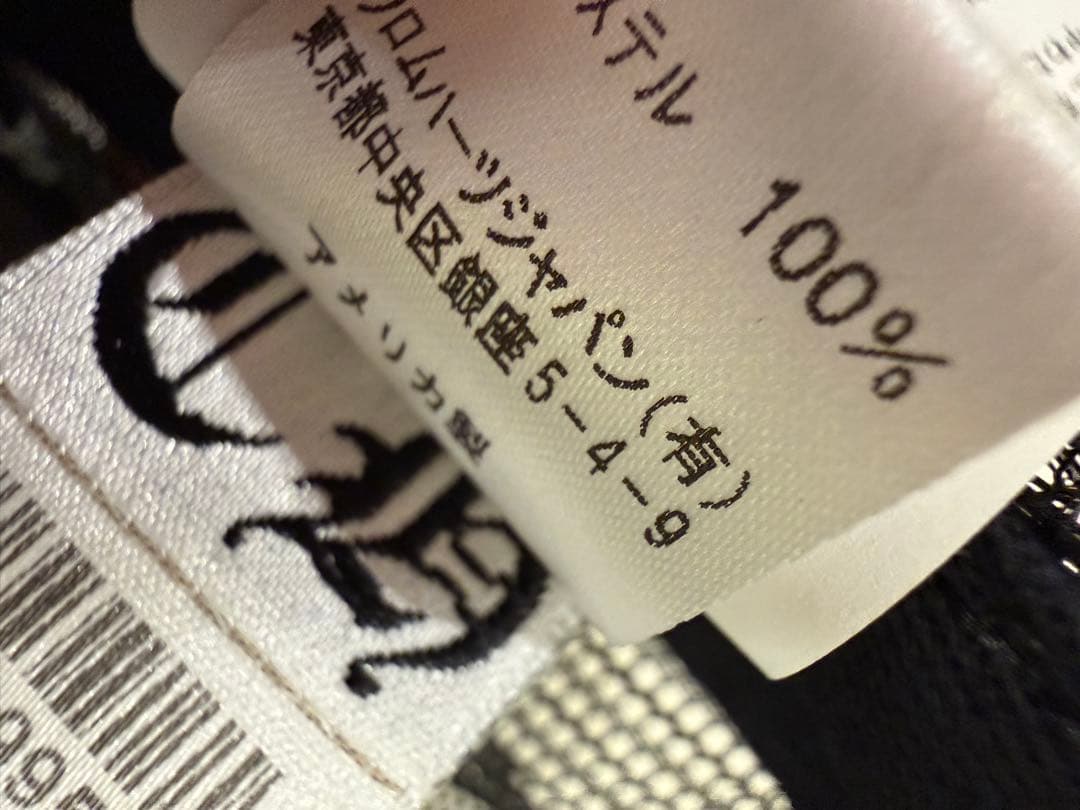 ステル 100%
クロムハーツジャパン(有)
東京都中央区銀座5-4-9
アメリカ製
CH